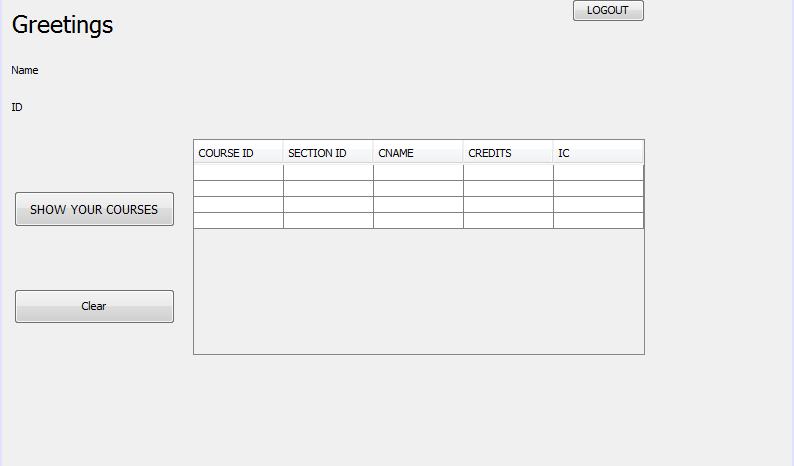 Greetings
LOGOUT
Name
ID
COURSE ID SECTION ID CNAME CREDITS IC
SHOW YOUR COURSES
Clear